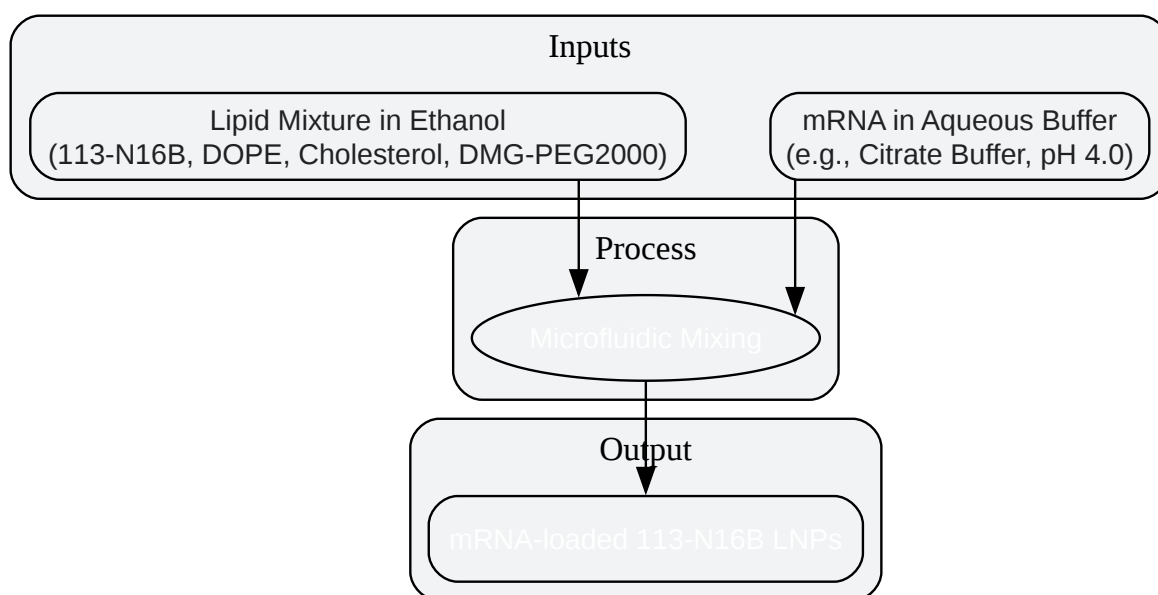 Inputs
Lipid Mixture in Ethanol
(113-N16B, DOPE, Cholesterol, DMG-PEG2000)
mRNA in Aqueous Buffer
(e.g., Citrate Buffer, pH 4.0)
Process
Microfluidic Mixing
Output
mRNA-loaded 113-N16B LNPs